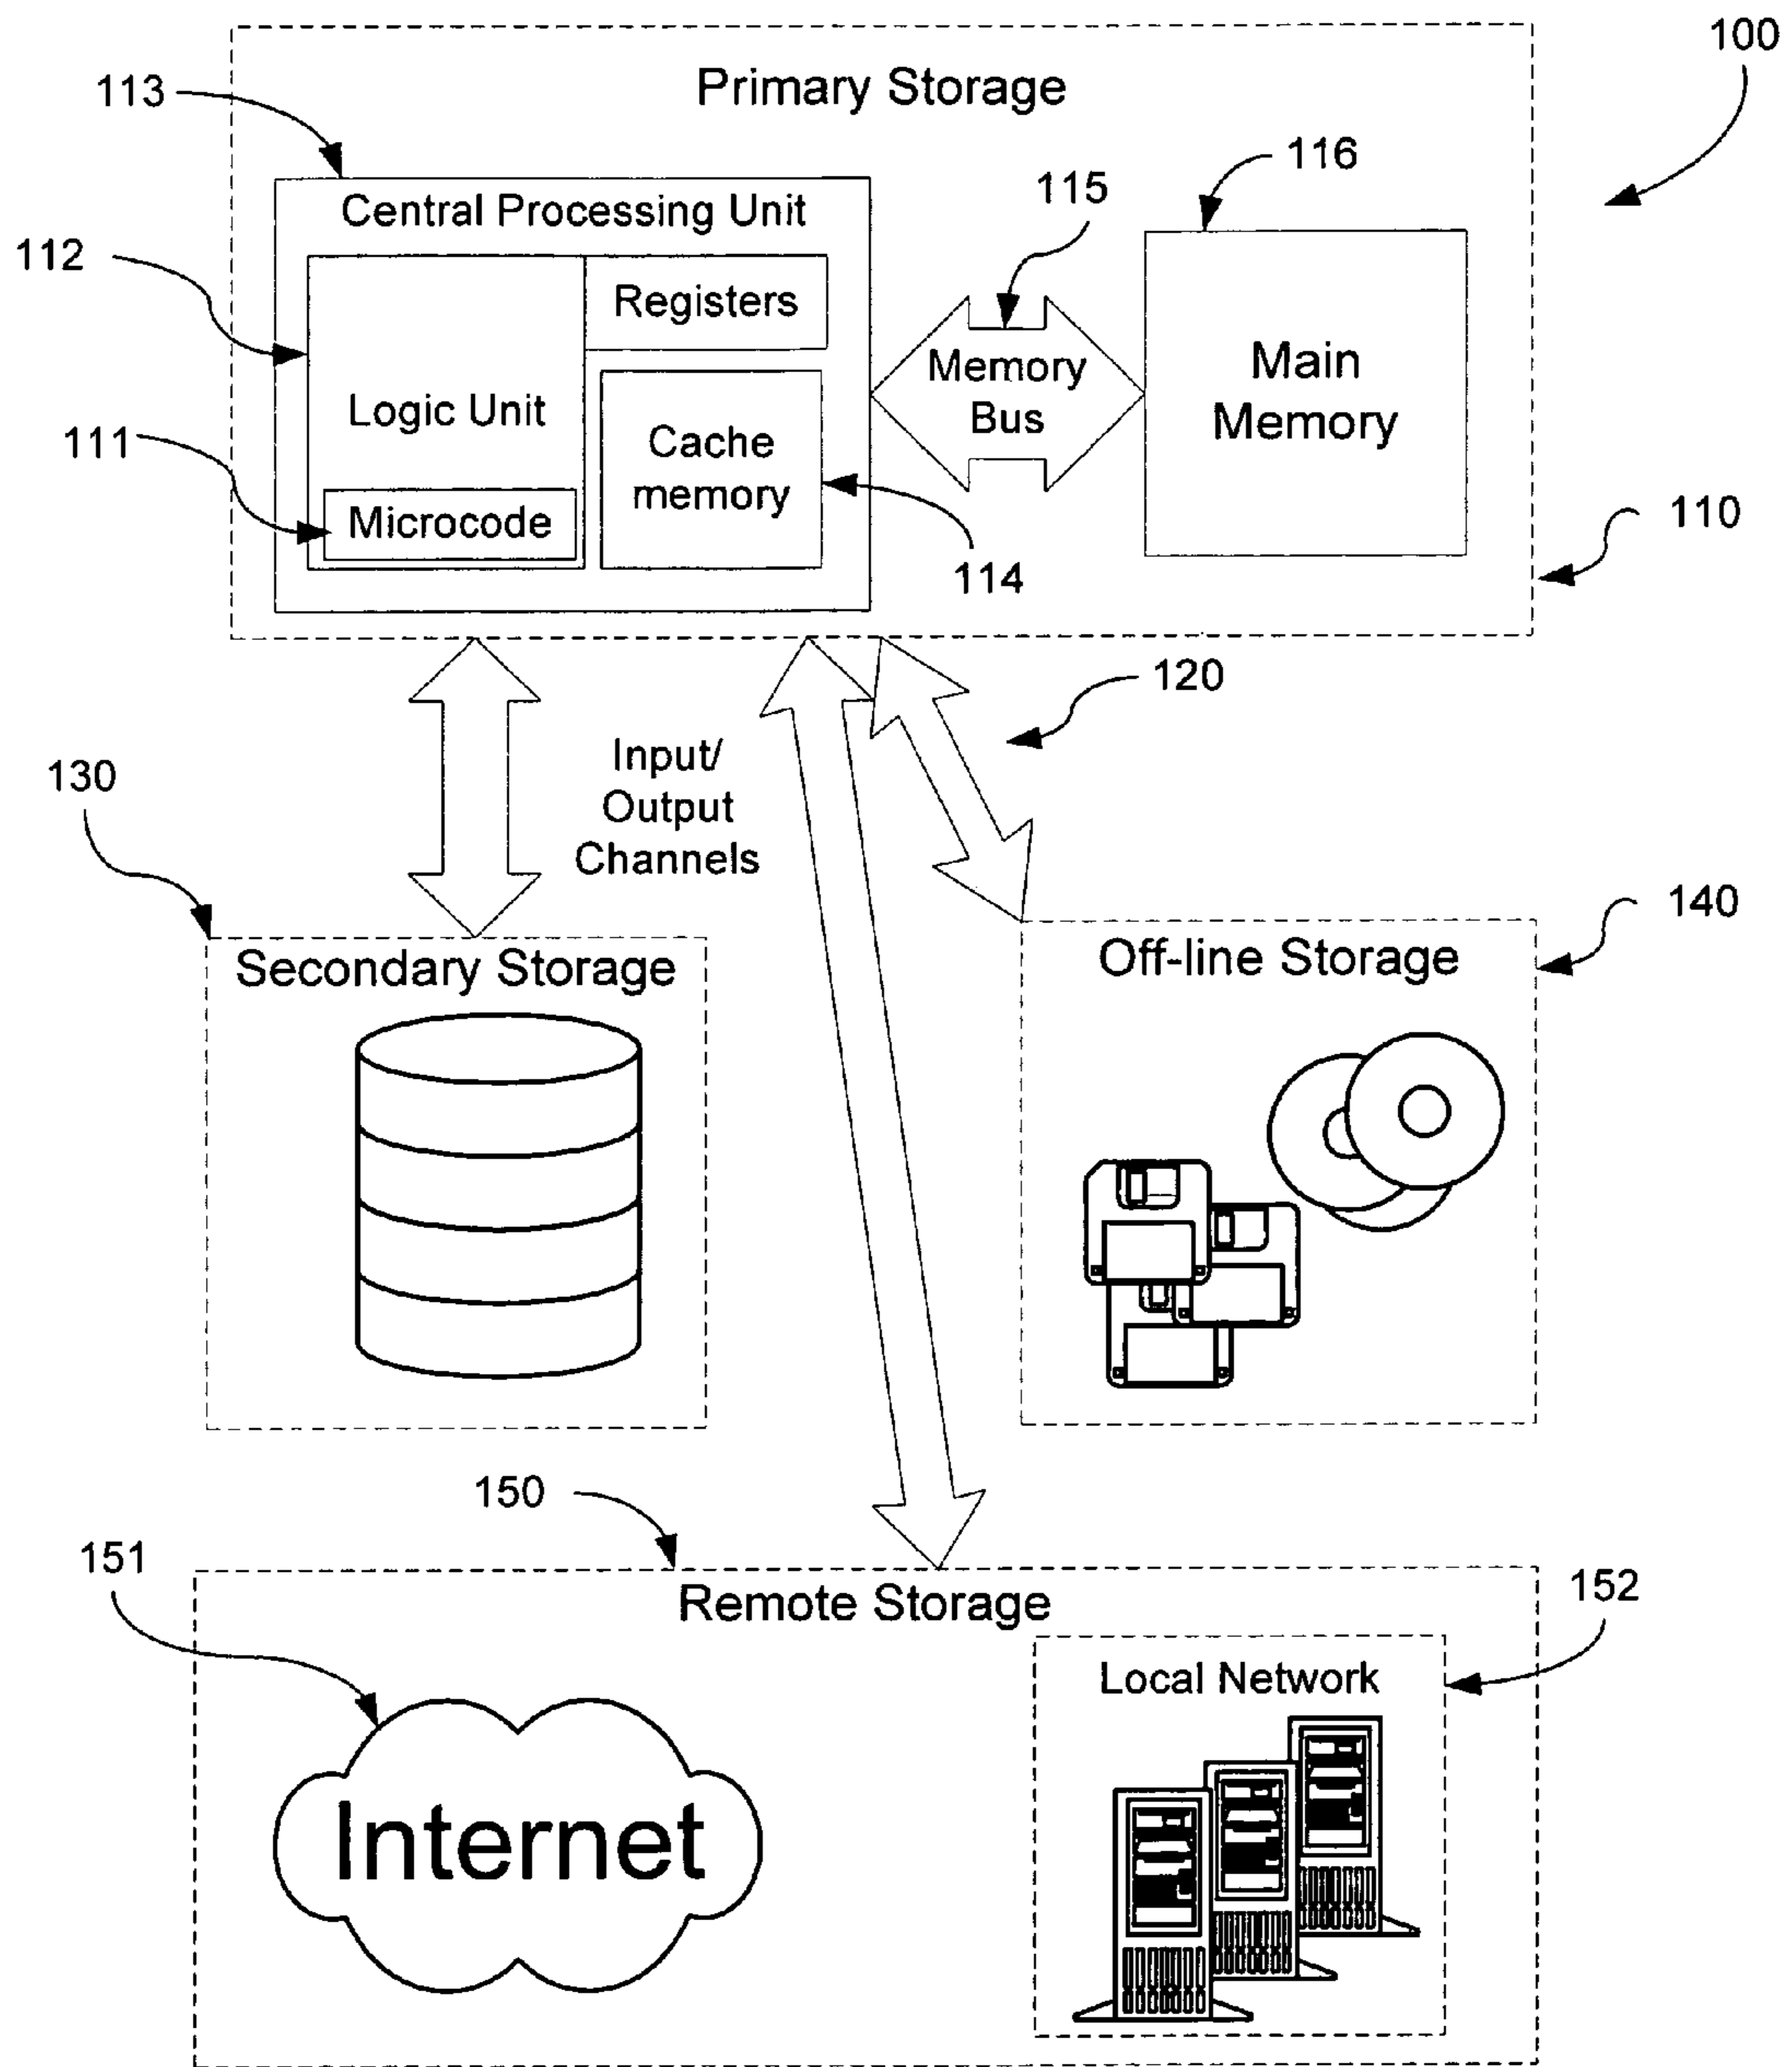 100
Primary Storage
113
116
115
Central Processing Unit
112
Registers
Memory
Bus
Main
Memory
Logic Unit
111
Cache
memory
Microcode
110
114
120
Input/
Output
Channels
130
140
Secondary Storage
Off-line Storage
150
151
152
Remote Storage
Local Network
Internet